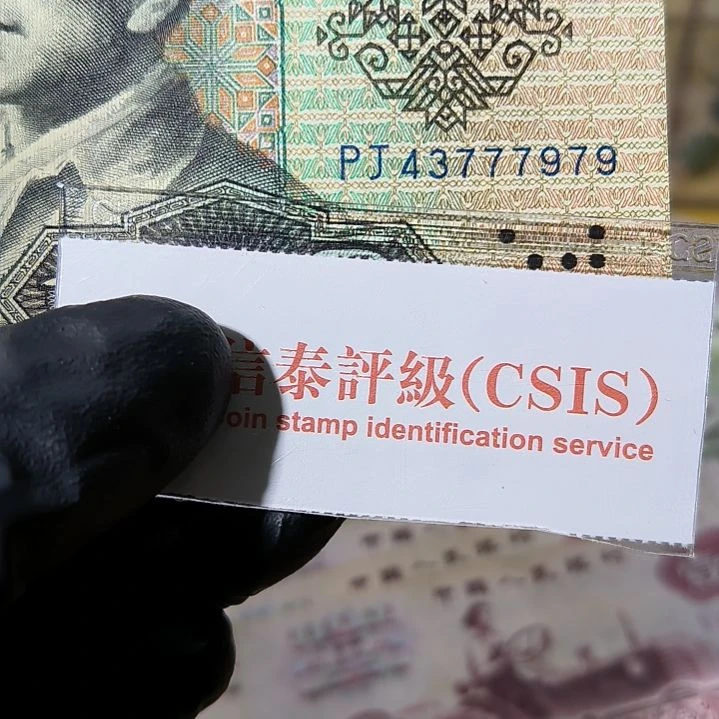 PJ43777979
信泰評級(CSIS)
oin stamp identification service